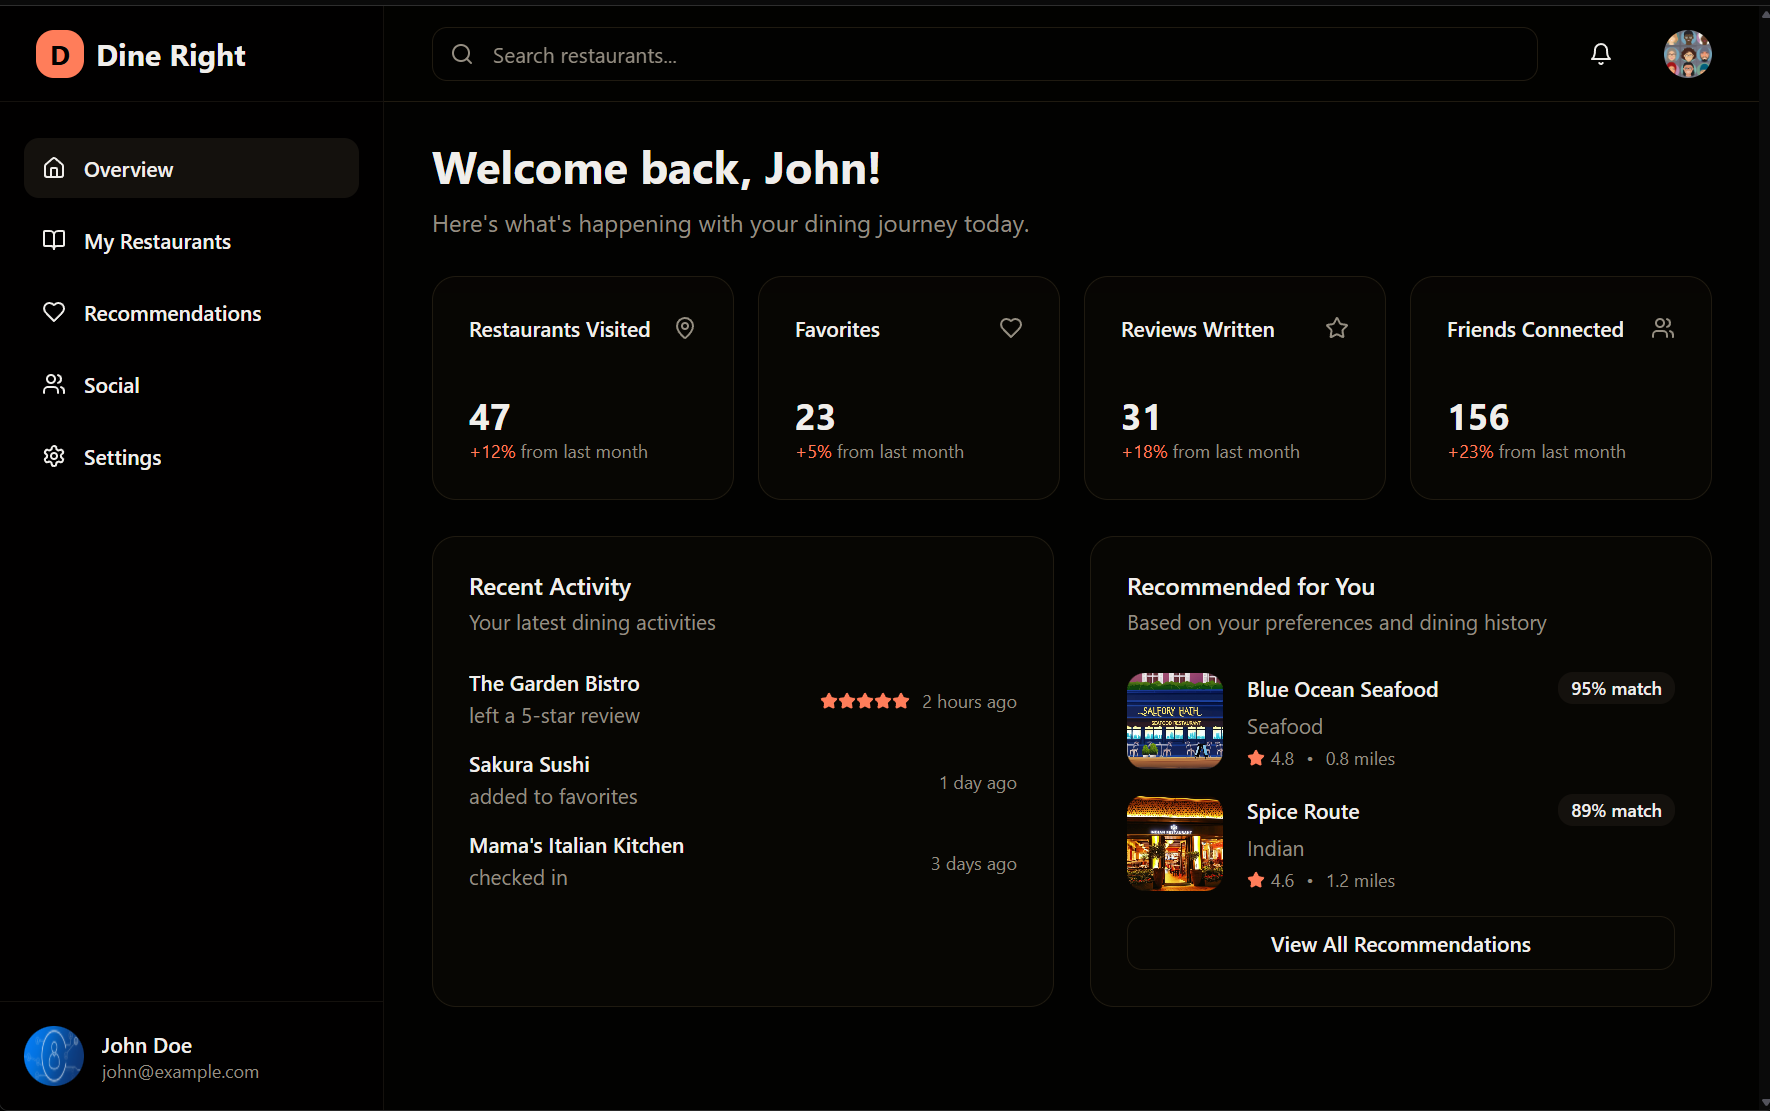 D Dine Right
Search restaurants...
Overview
My Restaurants
Recommendations
Social
Settings
John Doe
john@example.com
Welcome back, John!
Here's what's happening with your dining journey today.
Restaurants Visited
47
+12% from last month
Favorites
23
+5% from last month
Reviews Written
31
+18% from last month
Friends Connected
156
+23% from last month
Recent Activity
Your latest dining activities
The Garden Bistro
left a 5-star review
2 hours ago
Sakura Sushi
added to favorites
1 day ago
Mama's Italian Kitchen
checked in
3 days ago
Recommended for You
Based on your preferences and dining history
SALFORY HATH
SEAFOOD RESTAURANT
Blue Ocean Seafood
95% match
Seafood
4.8 • 0.8 miles
INDIAN RESTAURANT
Spice Route
89% match
Indian
4.6 • 1.2 miles
View All Recommendations